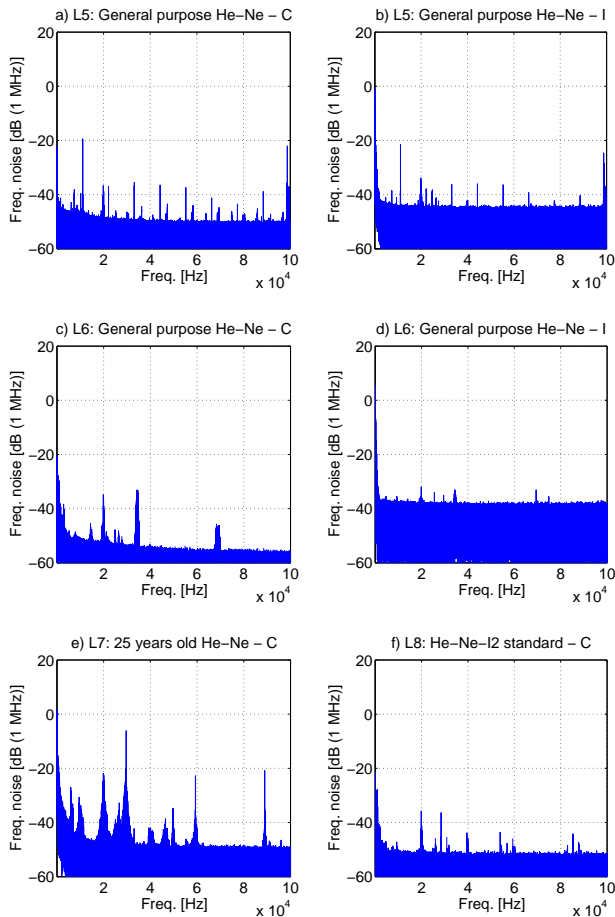 a) L5: General purpose He−Ne − C
b) L5: General purpose He−Ne − I
20
0
−20
−40
−60
Freq. noise [dB (1 MHz)]
2 4 6 8 10
Freq. [Hz]
x 10^4
20
0
−20
−40
−60
Freq. noise [dB (1 MHz)]
2 4 6 8 10
Freq. [Hz]
x 10^4
c) L6: General purpose He−Ne − C
d) L6: General purpose He−Ne − I
20
0
−20
−40
−60
Freq. noise [dB (1 MHz)]
0 2 4 6 8 10
Freq. [Hz]
x 10^4
20
0
−20
−40
−60
Freq. noise [dB (1 MHz)]
2 4 6 8 10
Freq. [Hz]
x 10^4
e) L7: 25 years old He−Ne − C
f) L8: He−Ne−I2 standard − C
20
0
−20
−40
−60
Freq. noise [dB (1 MHz)]
2 4 6 8 10
Freq. [Hz]
x 10^4
20
0
−20
−40
−60
Freq. noise [dB (1 MHz)]
2 4 6 8 10
Freq. [Hz]
x 10^4